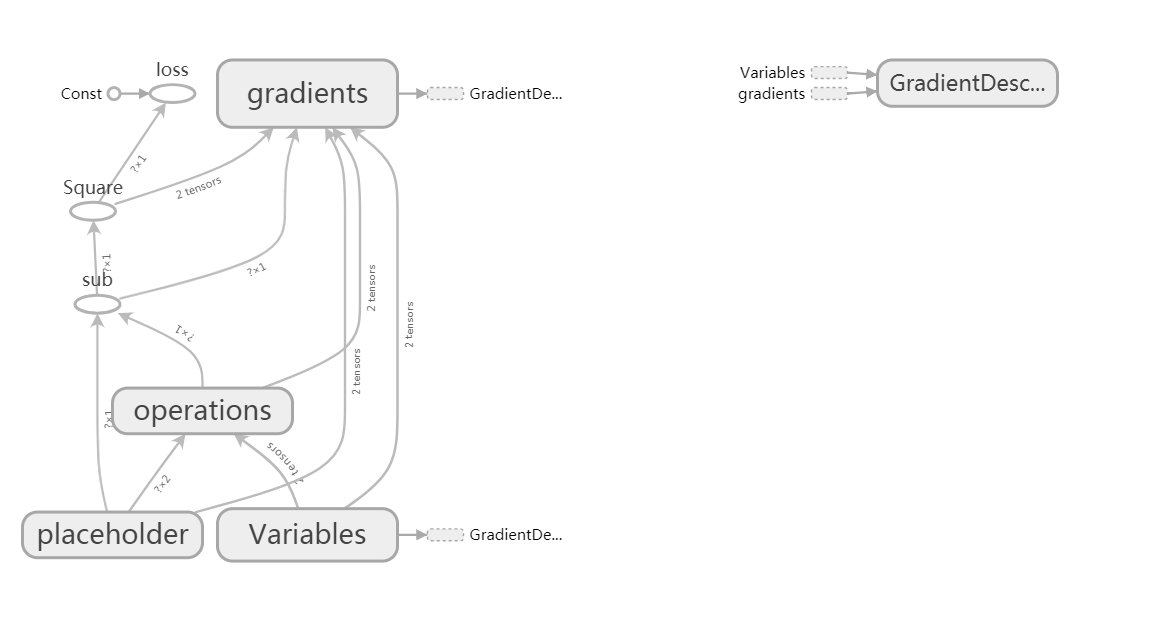 loss
Const
gradients
GradientDe...
Variables
gradients
GradientDesc...
?×1
Square
2 tensors
?×1
sub
?×1
2 tensors
?×1
2 tensors
2 tensors
operations
?×1
tensors
?×2
placeholder
Variables
GradientDe...